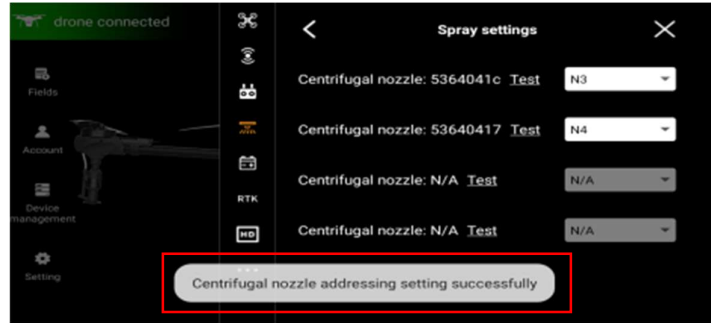 drone connected
Spray settings
Fields
Centrifugal nozzle: 5364041c Test N3
Account
Centrifugal nozzle: 53640417 Test N4
Centrifugal nozzle: N/A Test N/A
RTK
Device
management
HD
Centrifugal nozzle: N/A Test N/A
Setting
Centrifugal nozzle addressing setting successfully